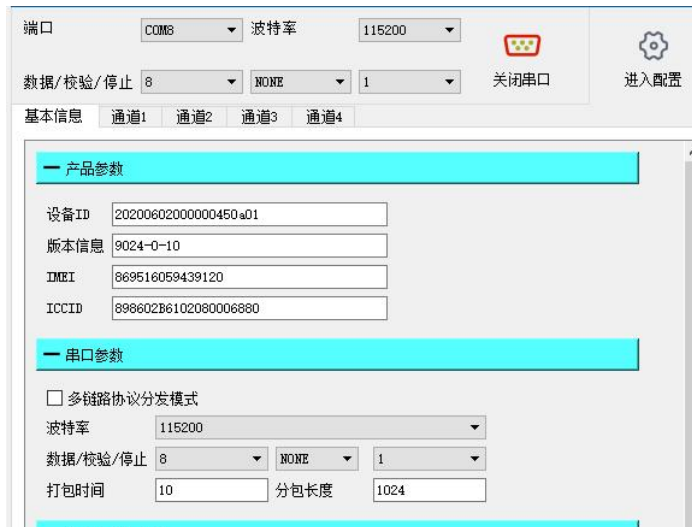 端口 COM8 波特率 115200
数据/校验/停止 8 NONE 1 关闭串口 进入配置
基本信息 通道1 通道2 通道3 通道4
产品参数
设备ID 20200602000000450a01
版本信息 9024-0-10
IMEI 869516059439120
ICCID 898602B6102080006880
串口参数
多链路协议分发模式
波特率 115200
数据/校验/停止 8 NONE 1
打包时间 10 分包长度 1024